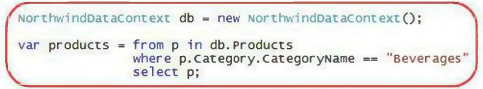 NorthwindDataContext db = new NorthwindDataContext();
var products = from p in db.Products
where p.Category.CategoryName == "Beverages"
select p;